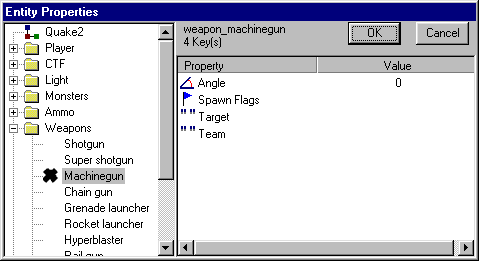 Entity Properties
Quake2
Player
CTF
Light
Monsters
Ammo
Weapons
Shotgun
Super shotgun
Machinegun
Chain gun
Grenade launcher
Rocket launcher
Hyperblaster
Rail gun
weapon_machinegun
4 Key(s)
OK
Cancel
Property Value
Angle 0
Spawn Flags
" " Target
" " Team